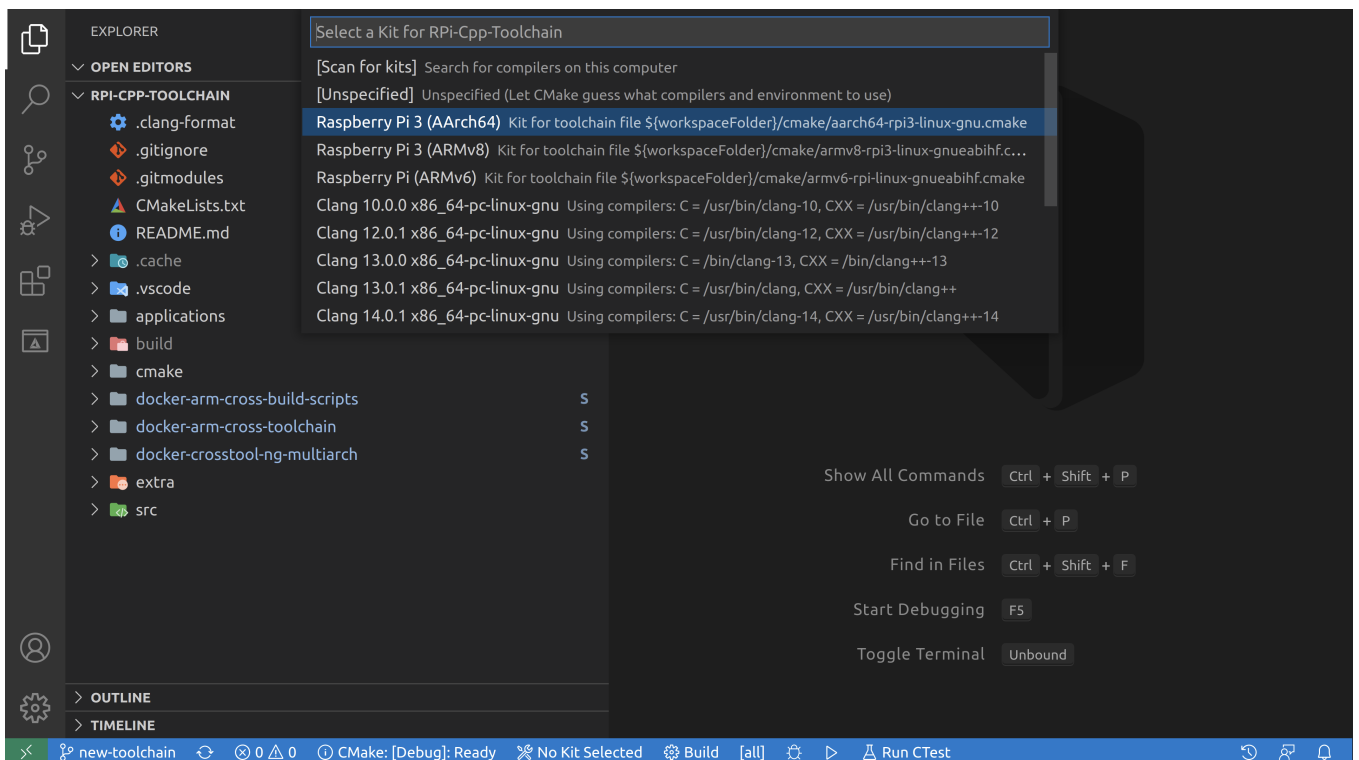 EXPLORER
OPEN EDITORS
RPI-CPP-TOOLCHAIN
.clang-format
.gitignore
.gitmodules
CMakeLists.txt
README.md
.cache
.vscode
applications
build
cmake
docker-arm-cross-build-scripts S
docker-arm-cross-toolchain S
docker-crosstool-ng-multiarch S
extra
src
OUTLINE
TIMELINE
Select a Kit for RPi-Cpp-Toolchain
[Scan for kits] Search for compilers on this computer
[Unspecified] Unspecified (Let CMake guess what compilers and environment to use)
Raspberry Pi 3 (AArch64) Kit for toolchain file ${workspaceFolder}/cmake/aarch64-rpi3-linux-gnu.cmake
Raspberry Pi 3 (ARMv8) Kit for toolchain file ${workspaceFolder}/cmake/armv8-rpi3-linux-gnueabihf.c...
Raspberry Pi (ARMv6) Kit for toolchain file ${workspaceFolder}/cmake/armv6-rpi-linux-gnueabihf.cmake
Clang 10.0.0 x86_64-pc-linux-gnu Using compilers: C = /usr/bin/clang-10, CXX = /usr/bin/clang++-10
Clang 12.0.1 x86_64-pc-linux-gnu Using compilers: C = /usr/bin/clang-12, CXX = /usr/bin/clang++-12
Clang 13.0.0 x86_64-pc-linux-gnu Using compilers: C = /bin/clang-13, CXX = /bin/clang++-13
Clang 13.0.1 x86_64-pc-linux-gnu Using compilers: C = /usr/bin/clang, CXX = /usr/bin/clang++
Clang 14.0.1 x86_64-pc-linux-gnu Using compilers: C = /usr/bin/clang-14, CXX = /usr/bin/clang++-14
Show All Commands Ctrl + Shift + P
Go to File Ctrl + P
Find in Files Ctrl + Shift + F
Start Debugging F5
Toggle Terminal Unbound
new-toolchain 0 0 CMake: [Debug]: Ready No Kit Selected Build [all] Run CTest